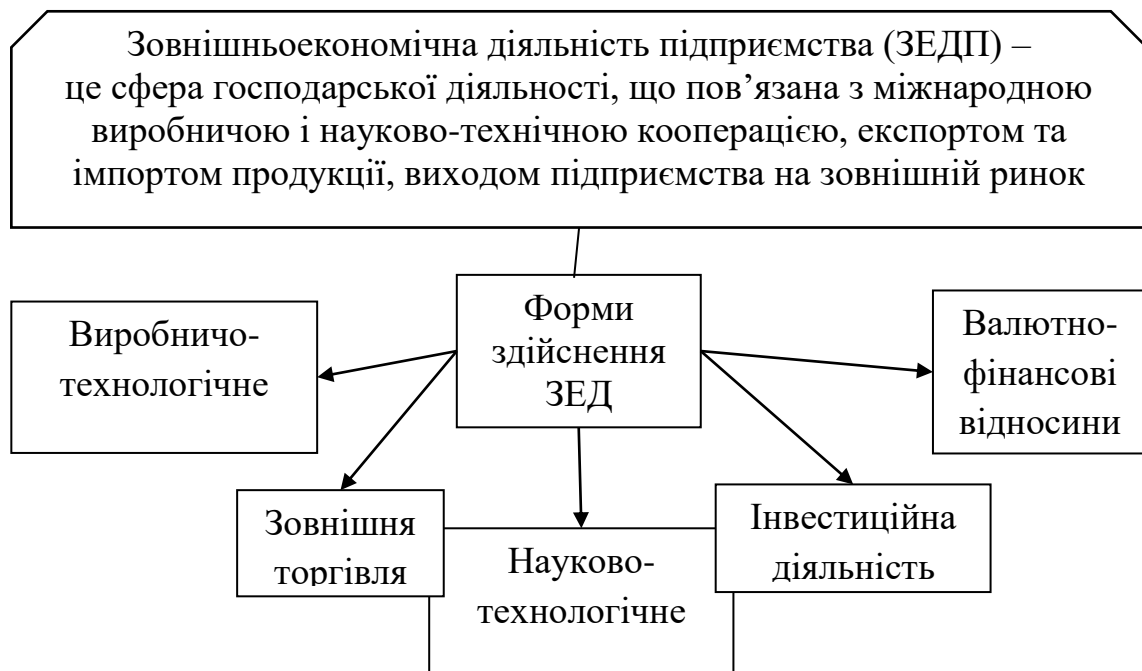 Зовнішньоекономічна діяльність підприємства (ЗЕДП) –
це сфера господарської діяльності, що пов’язана з міжнародною
виробничою і науково-технічною кооперацією, експортом та
імпортом продукції, виходом підприємства на зовнішній ринок
Форми
здійснення
ЗЕД
Виробничо-
технологічне
Валютно-
фінансові
відносини
Зовнішня
торгівля
Науково-
технологічне
Інвестиційна
діяльність